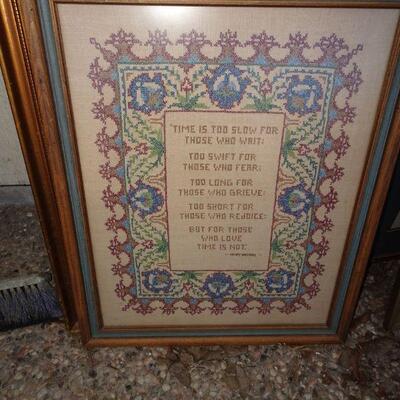 TIME IS TOO SLOW FOR
THOSE WHO WAIT;
TOO SWIFT FOR
THOSE WHO FEAR;
TOO LONG FOR
THOSE WHO GRIEVE;
TOO SHORT FOR
THOSE WHO REJOICE;
BUT FOR THOSE
WHO LOVE
TIME IS NOT.